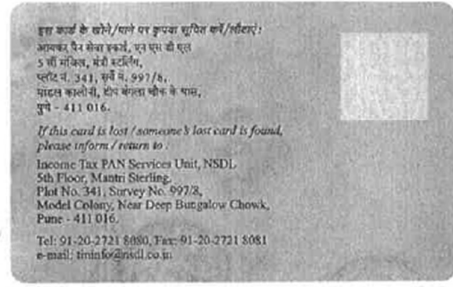 इस कार्ड के खोने/पाने पर कृपया सूचित करें/लौटाएं :
आयकर पैन सेवा इकाई, एन एस डी एल
5 वीं मंजिल, मंत्री स्टर्लिंग,
प्लॉट नं. 341, सर्वे नं. 997/8,
माडल कालोनी, दीप बंगला चौक के पास,
पुणे - 411 016.
If this card is lost / someone's lost card is found,
please inform / return to :
Income Tax PAN Services Unit, NSDL
5th Floor, Mantri Sterling,
Plot No. 341, Survey No. 997/8,
Model Colony, Near Deep Bungalow Chowk,
Pune - 411 016.
Tel: 91-20-2721 8080, Fax: 91-20-2721 8081
e-mail: tininfo@nsdl.co.in